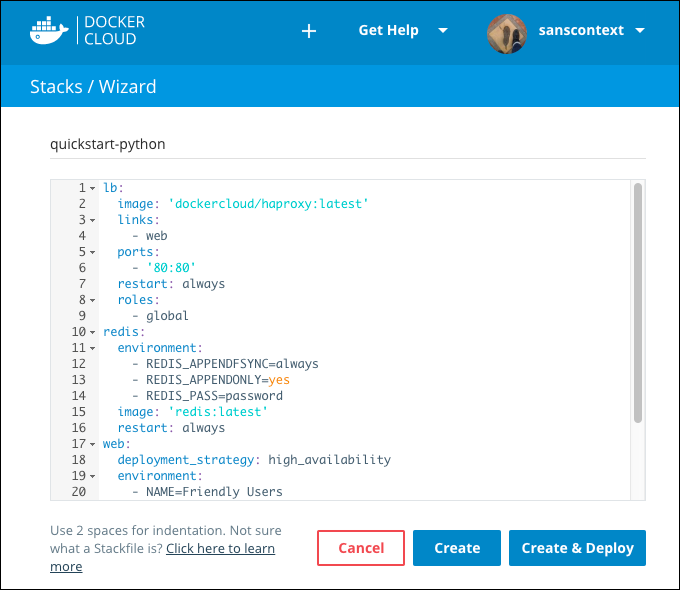 DOCKER
CLOUD
Get Help
sanscontext
Stacks / Wizard
quickstart-python
1 lb:
2   image: 'dockercloud/haproxy:latest'
3   links:
4     - web
5   ports:
6     - '80:80'
7   restart: always
8   roles:
9     - global
10 redis:
11   environment:
12     - REDIS_APPENDFSYNC=always
13     - REDIS_APPENDONLY=yes
14     - REDIS_PASS=password
15   image: 'redis:latest'
16   restart: always
17 web:
18   deployment_strategy: high_availability
19   environment:
20     - NAME=Friendly Users
Use 2 spaces for indentation. Not sure
what a Stackfile is? Click here to learn
more
Cancel
Create
Create & Deploy